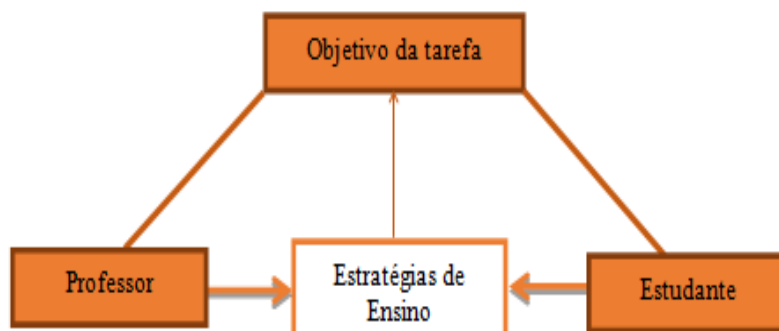 Objetivo da tarefa
Professor
Estratégias de
Ensino
Estudante